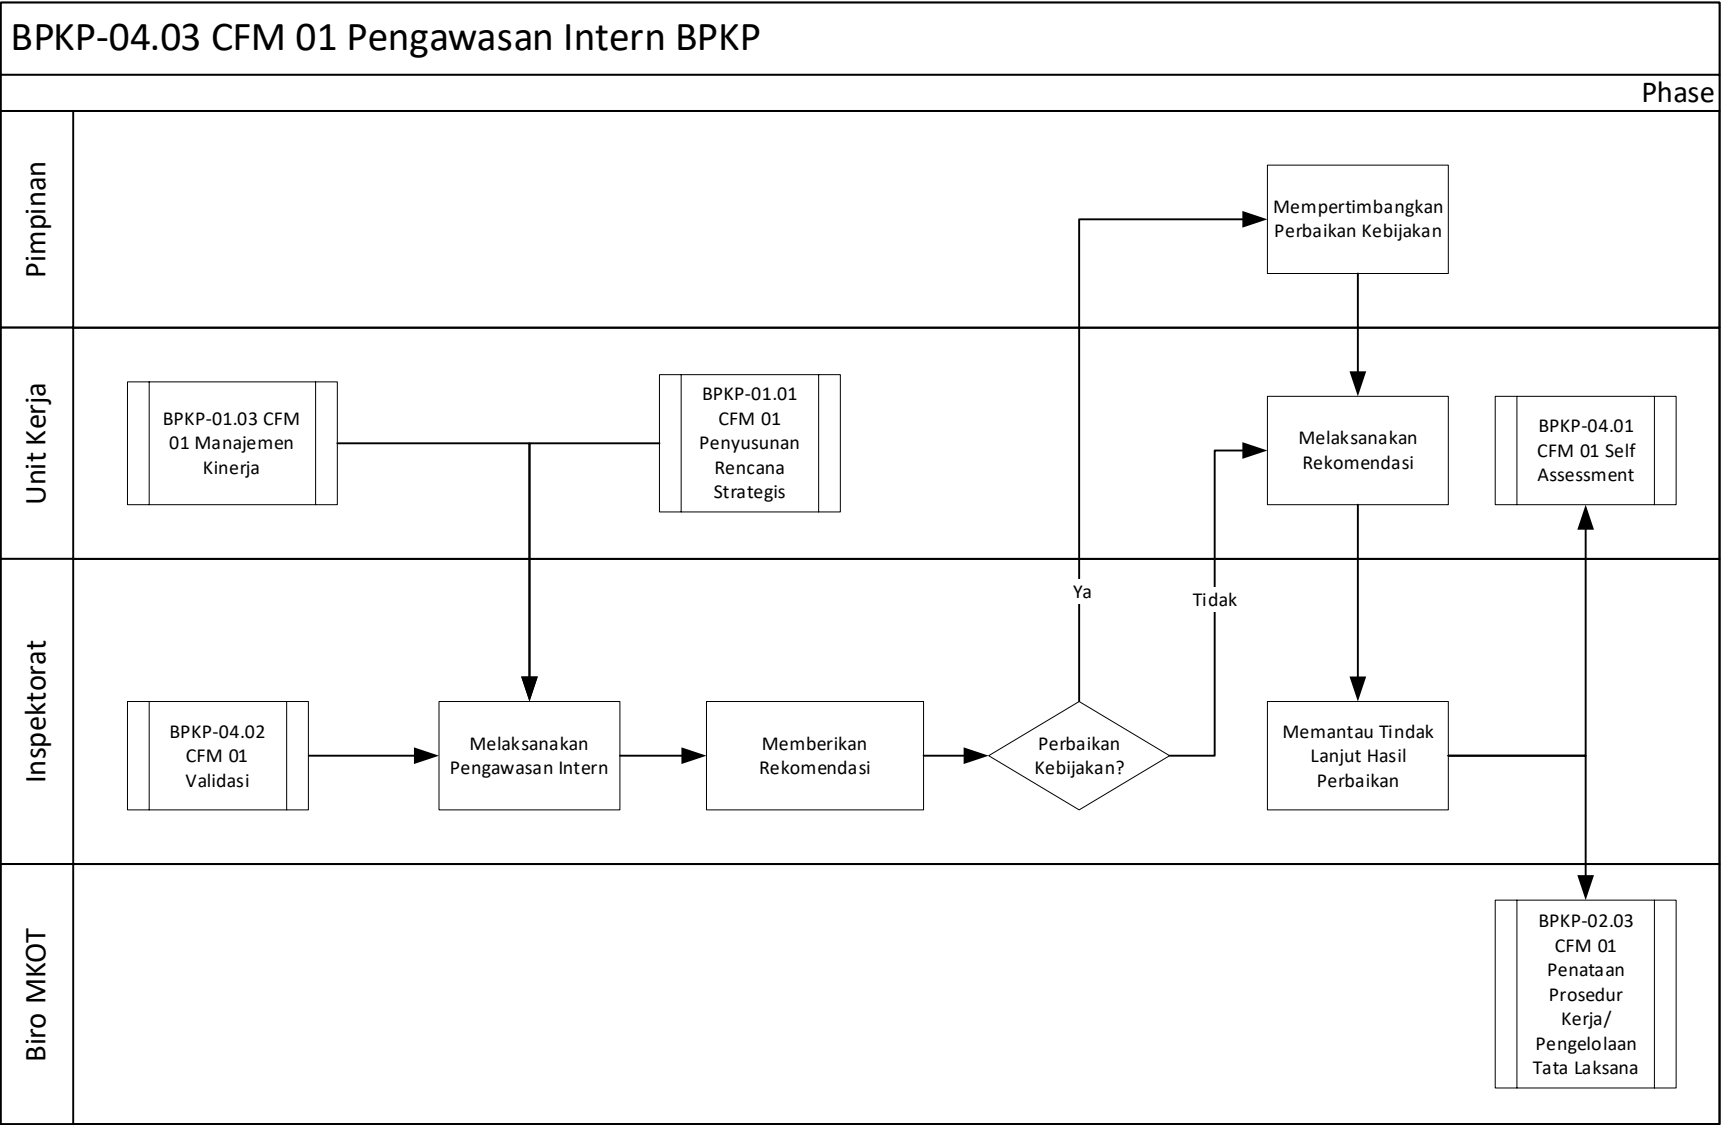 BPKP-04.03 CFM 01 Pengawasan Intern BPKP
Phase
Pimpinan
Mempertimbangkan
Perbaikan Kebijakan
Unit Kerja
BPKP-01.03 CFM
01 Manajemen
Kinerja
BPKP-01.01
CFM 01
Penyusunan
Rencana
Strategis
Melaksanakan
Rekomendasi
BPKP-04.01
CFM 01 Self
Assessment
Ya
Tidak
Inspektorat
BPKP-04.02
CFM 01
Validasi
Melaksanakan
Pengawasan Intern
Memberikan
Rekomendasi
Perbaikan
Kebijakan?
Memantau Tindak
Lanjut Hasil
Perbaikan
Biro MKOT
BPKP-02.03
CFM 01
Penataan
Prosedur
Kerja/
Pengelolaan
Tata Laksana